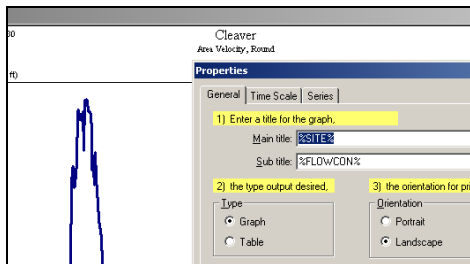 00
Cleaver
Area Velocity, Round
ft)
Properties
General Time Scale Series
1) Enter a title for the graph,
Main title: %SITE%
Sub title: %FLOWCON%
2) the type output desired, 3) the orientation for pri
Type Orientation
Graph Portrait
Table Landscape